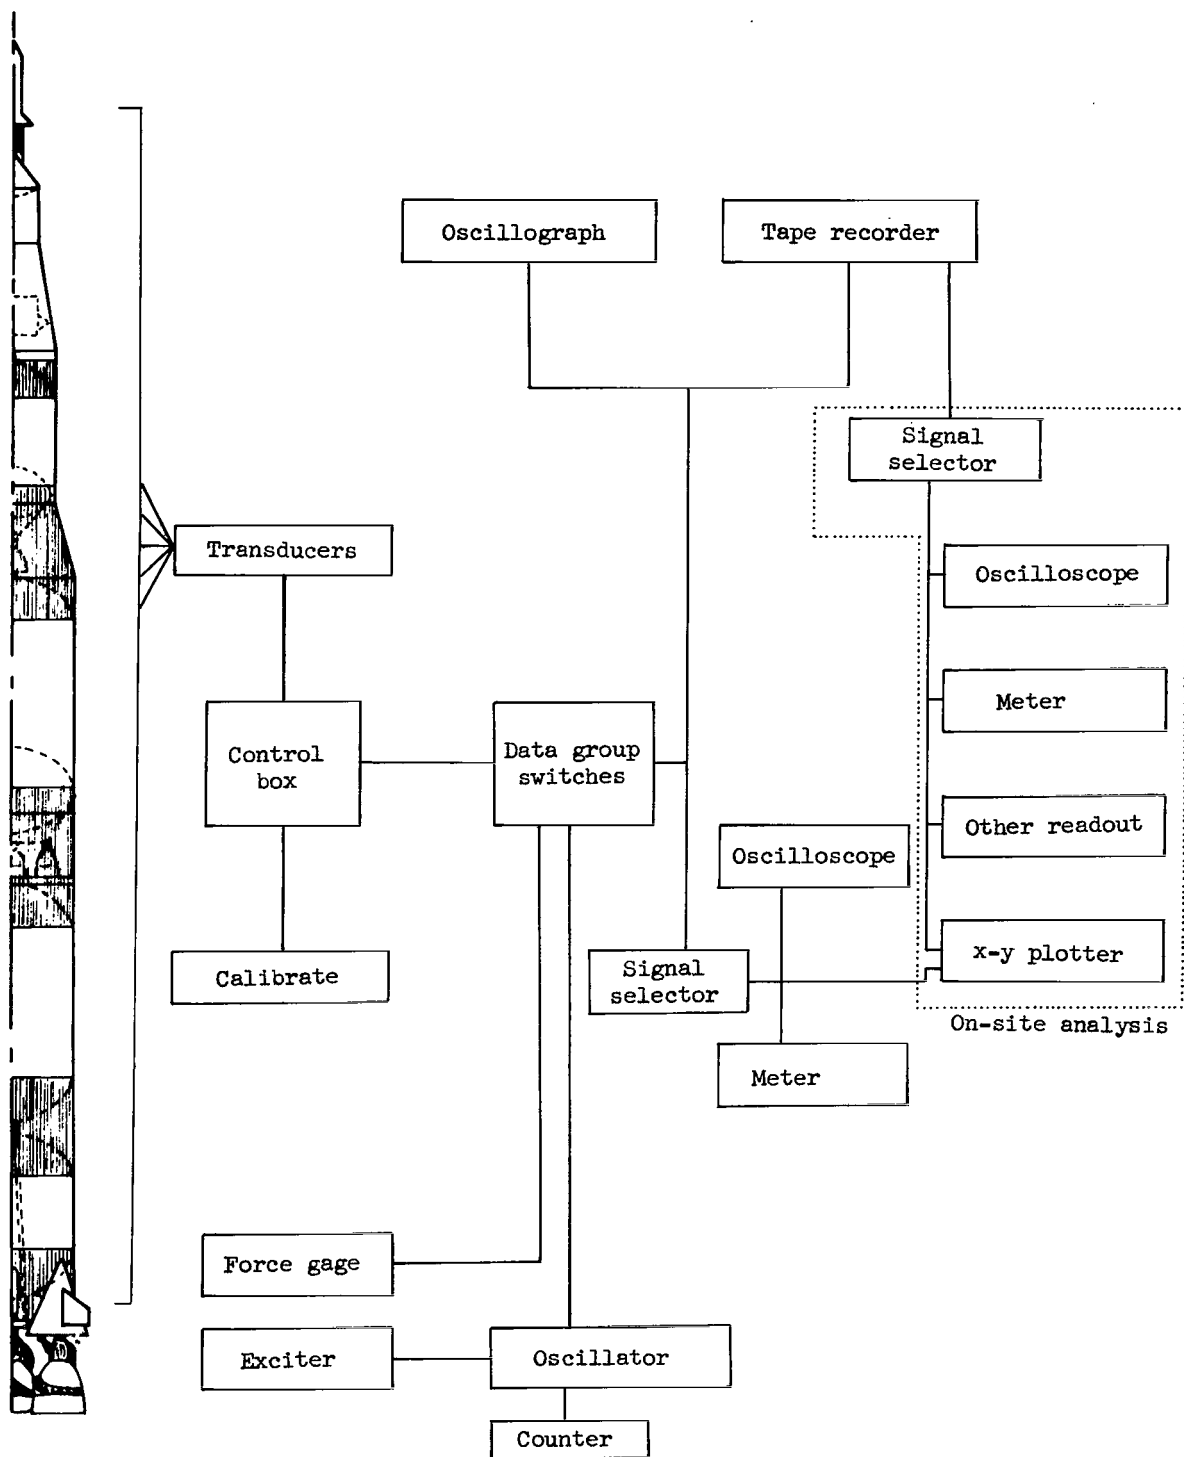 Oscillograph
Tape recorder
Signal
selector
Transducers
Oscilloscope
Meter
Control
box
Data group
switches
Other readout
Oscilloscope
x-y plotter
Calibrate
Signal
selector
On-site analysis
Meter
Force gage
Exciter
Oscillator
Counter